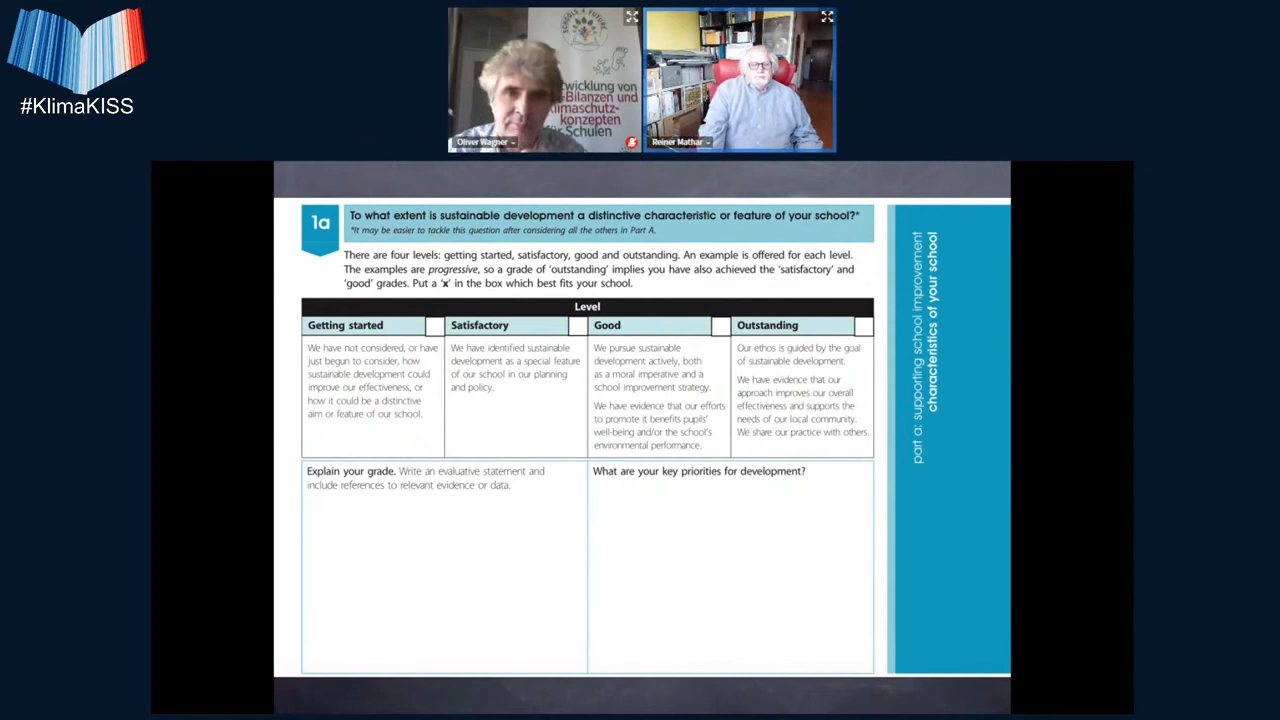 #KlimaKISS
SCHOOLS 4 FUTURE
twicklung von
-Bilanzen und
limaschutz-
konzepten
für Schulen
Oliver Wagner
Reiner Mathar
1a
To what extent is sustainable development a distinctive characteristic or feature of your school?*
*It may be easier to tackle this question after considering all the others in Part A.
There are four levels: getting started, satisfactory, good and outstanding. An example is offered for each level.
The examples are progressive, so a grade of 'outstanding' implies you have also achieved the 'satisfactory' and
'good' grades. Put a 'x' in the box which best fits your school.
Level
Getting started
We have not considered, or have
just begun to consider, how
sustainable development could
improve our effectiveness, or
how it could be a distinctive
aim or feature of our school.
Satisfactory
We have identified sustainable
development as a special feature
of our school in our planning
and policy.
Good
We pursue sustainable
development actively, both
as a moral imperative and a
school improvement strategy.
We have evidence that our efforts
to promote it benefits pupils'
well-being and/or the school's
environmental performance.
Outstanding
Our ethos is guided by the goal
of sustainable development.
We have evidence that our
approach improves our overall
effectiveness and supports the
needs of our local community.
We share our practice with others.
Explain your grade. Write an evaluative statement and
include references to relevant evidence or data.
What are your key priorities for development?
part a: supporting school improvement
characteristics of your school